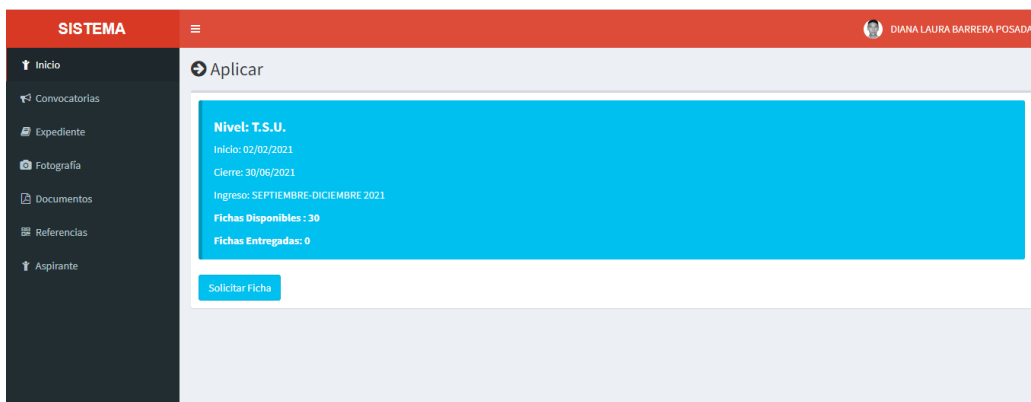 SISTEMA
DIANA LAURA BARRERA POSADA
Inicio
Convocatorias
Expediente
Fotografía
Documentos
Referencias
Aspirante
Aplicar
Nivel: T.S.U.
Inicio: 02/02/2021
Cierre: 30/06/2021
Ingreso: SEPTIEMBRE-DICIEMBRE 2021
Fichas Disponibles : 30
Fichas Entregadas: 0
Solicitar Ficha